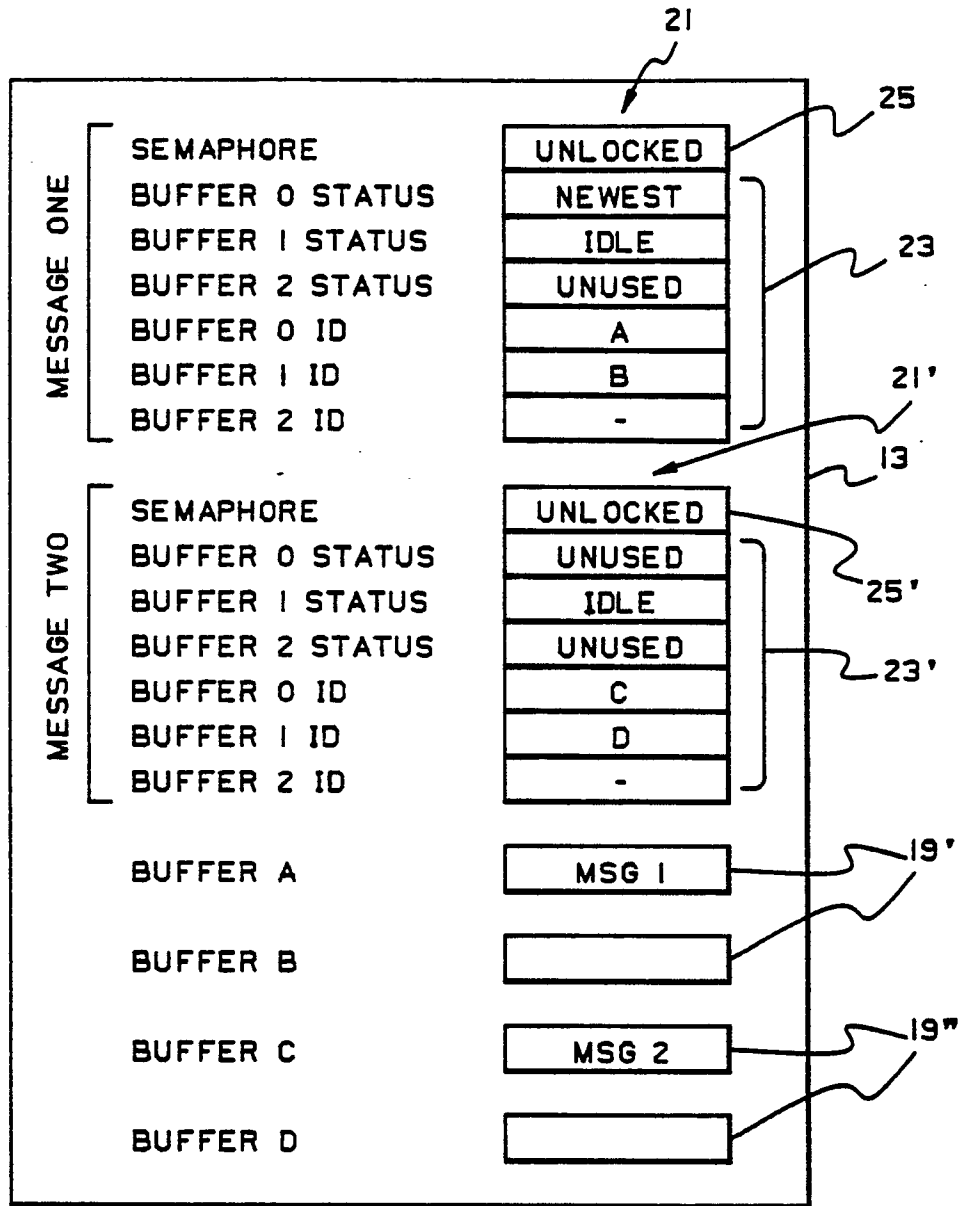 21
25
MESSAGE ONE
SEMAPHORE UNLOCKED
BUFFER 0 STATUS NEWEST
BUFFER 1 STATUS IDLE
BUFFER 2 STATUS UNUSED
BUFFER 0 ID A
BUFFER 1 ID B
BUFFER 2 ID -
23
21'
13
MESSAGE TWO
SEMAPHORE UNLOCKED
BUFFER 0 STATUS UNUSED
BUFFER 1 STATUS IDLE
BUFFER 2 STATUS UNUSED
BUFFER 0 ID C
BUFFER 1 ID D
BUFFER 2 ID -
25'
23'
BUFFER A MSG 1
19'
BUFFER B
BUFFER C MSG 2
19"
BUFFER D